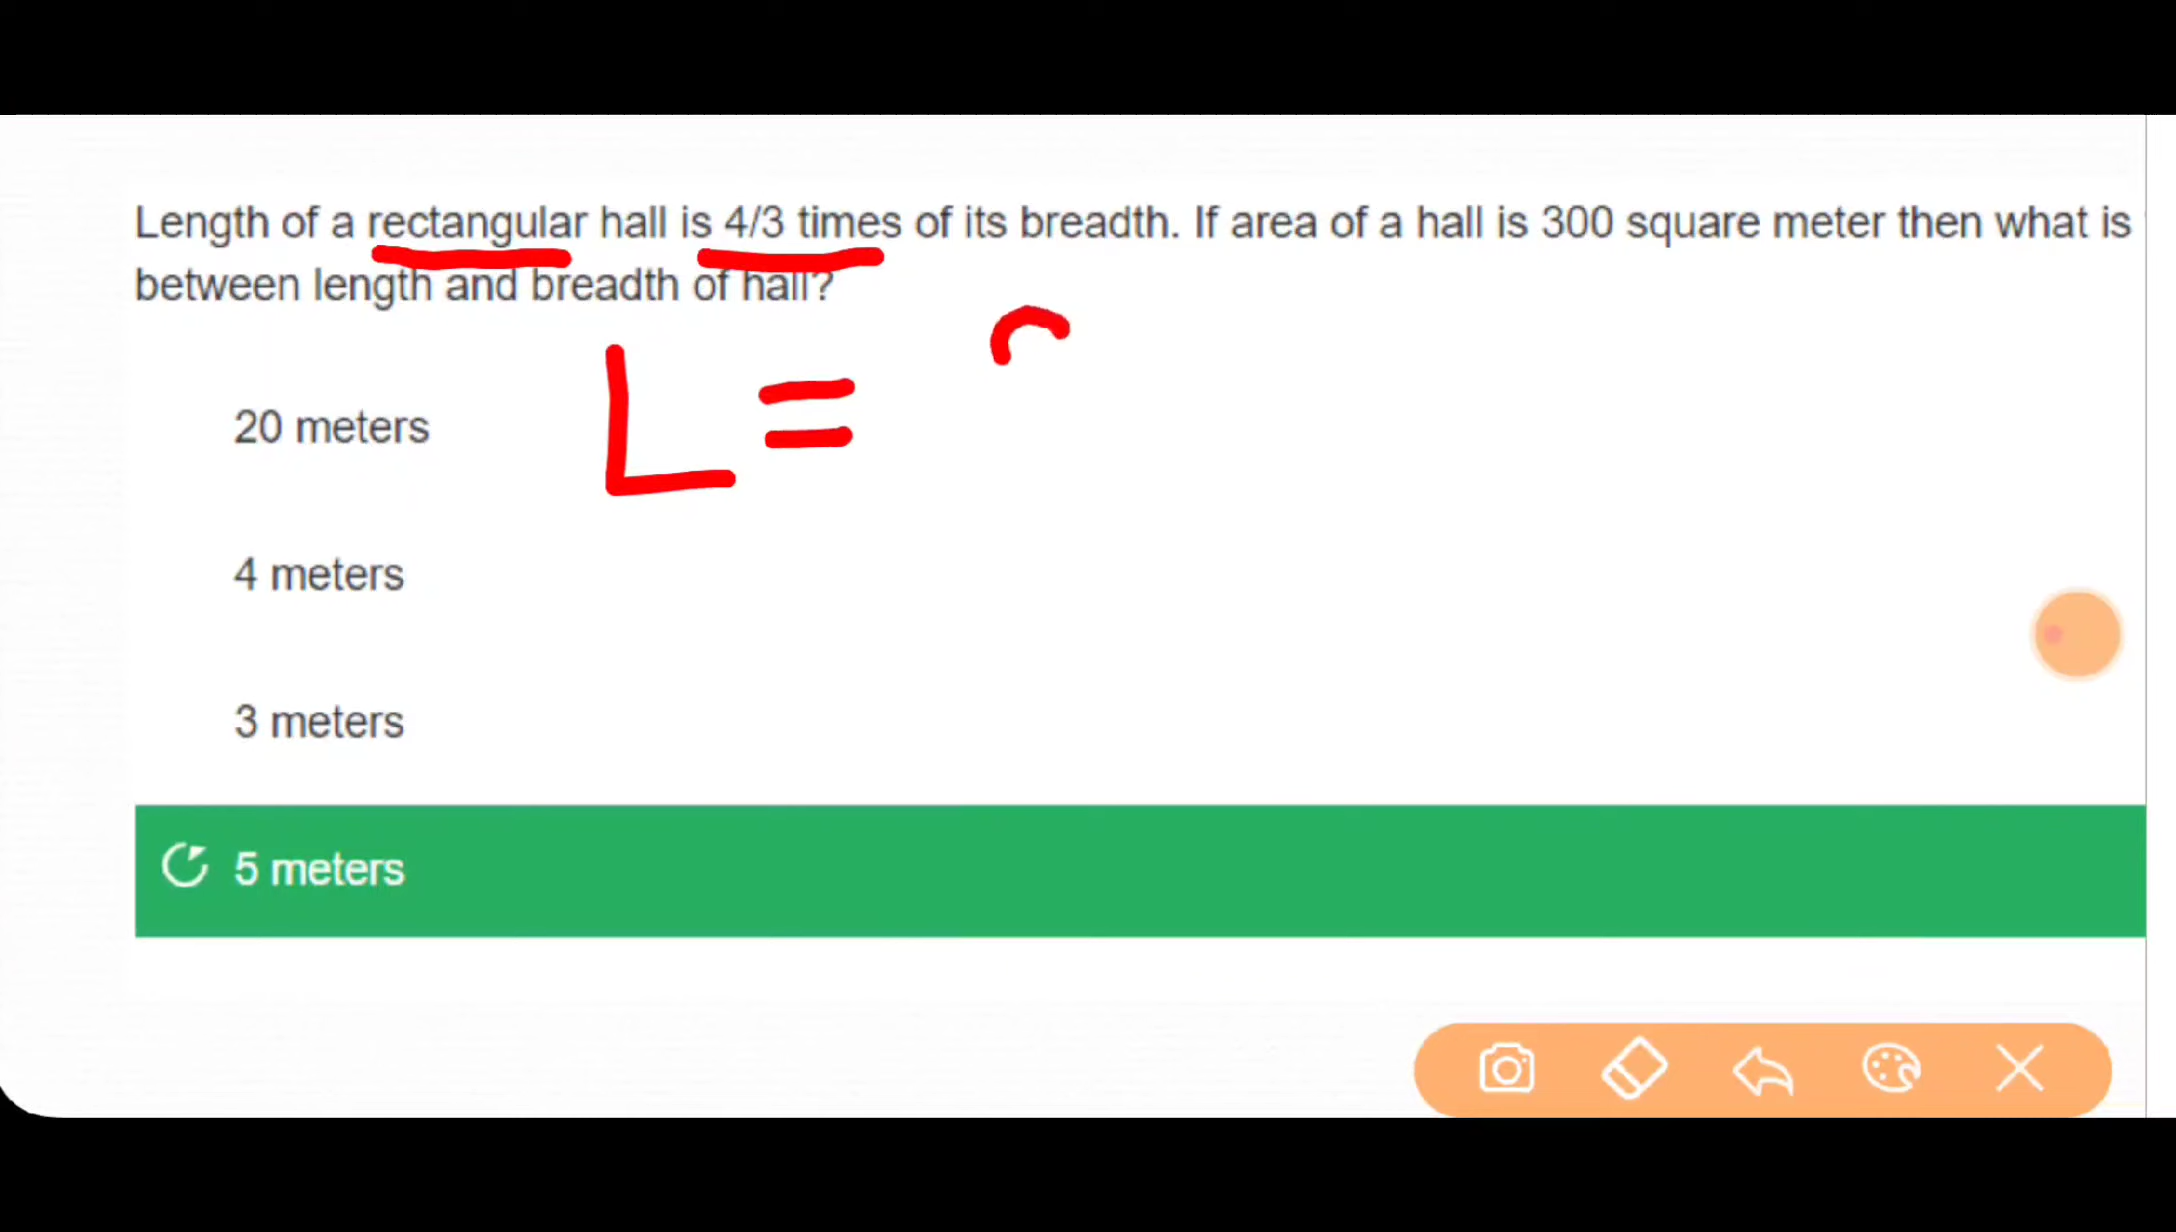 Length of a rectangular hall is 4/3 times of its breadth. If area of a hall is 300 square meter then what is
between length and breadth of hall?
L =
20 meters
4 meters
3 meters
5 meters